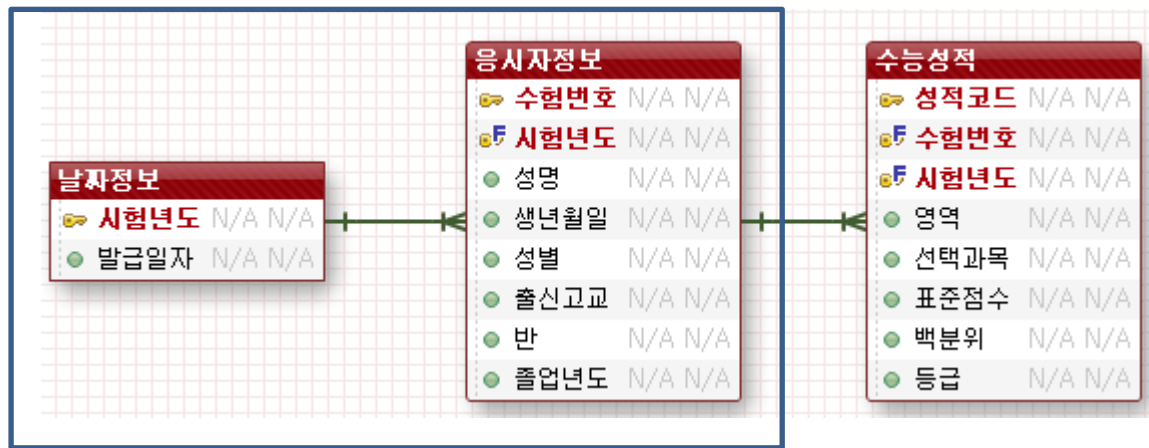 날짜정보
시험년도 N/A N/A
발급일자 N/A N/A
응시자정보
수험번호 N/A N/A
F 시험년도 N/A N/A
성명 N/A N/A
생년월일 N/A N/A
성별 N/A N/A
출신고교 N/A N/A
반 N/A N/A
졸업년도 N/A N/A
수능성적
성적코드 N/A N/A
F 수험번호 N/A N/A
F 시험년도 N/A N/A
영역 N/A N/A
선택과목 N/A N/A
표준점수 N/A N/A
백분위 N/A N/A
등급 N/A N/A